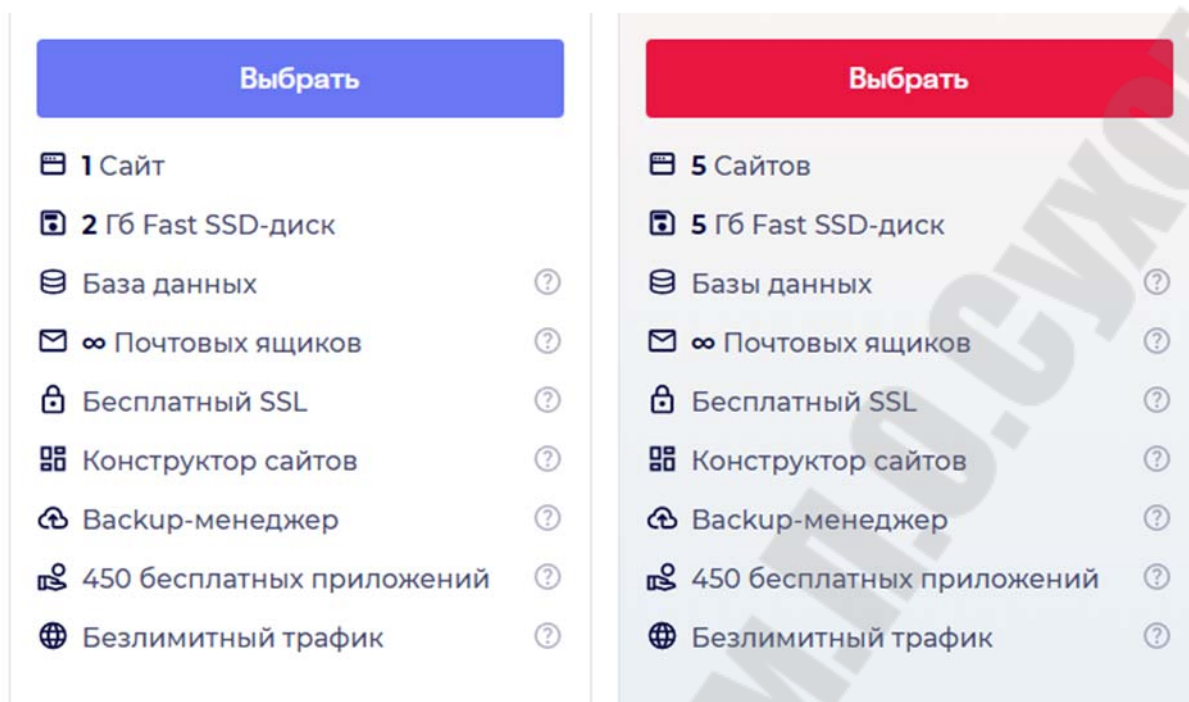 Выбрать
1 Сайт
2 Гб Fast SSD-диск
База данных
∞ Почтовых ящиков
Бесплатный SSL
Конструктор сайтов
Backup-менеджер
450 бесплатных приложений
Безлимитный трафик
Выбрать
5 Сайтов
5 Гб Fast SSD-диск
Базы данных
∞ Почтовых ящиков
Бесплатный SSL
Конструктор сайтов
Backup-менеджер
450 бесплатных приложений
Безлимитный трафик